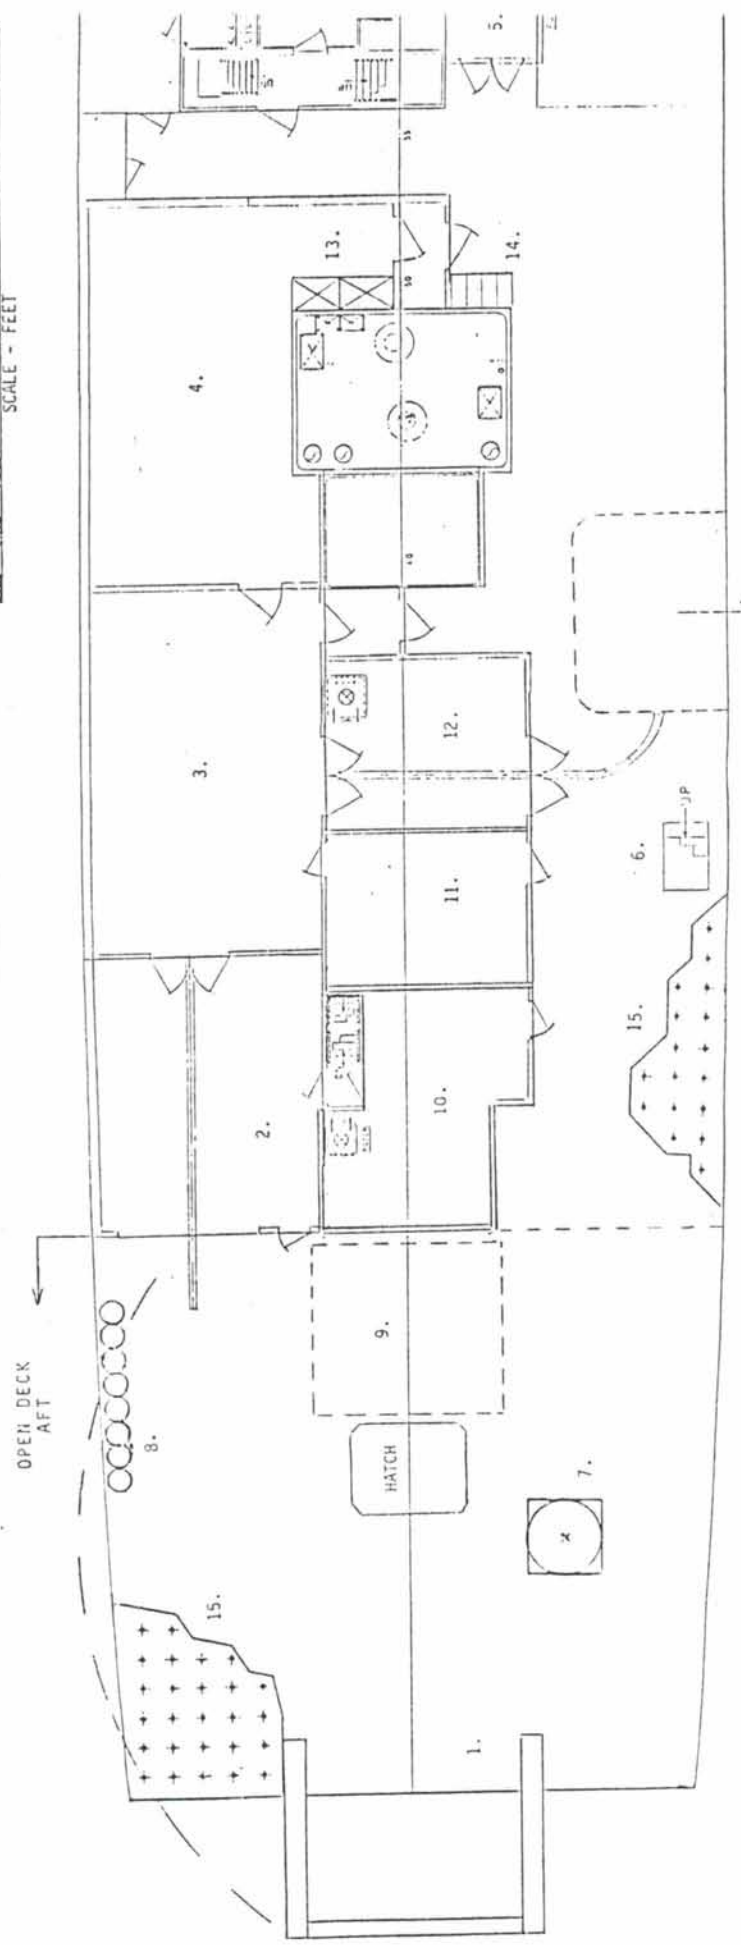 SCALE - FEET
5.
UP
13.
14.
4.
3.
12.
11.
6.
UP
2.
10.
15.
OPEN DECK
AFT
8.
9.
HATCH
7.
15.
1.